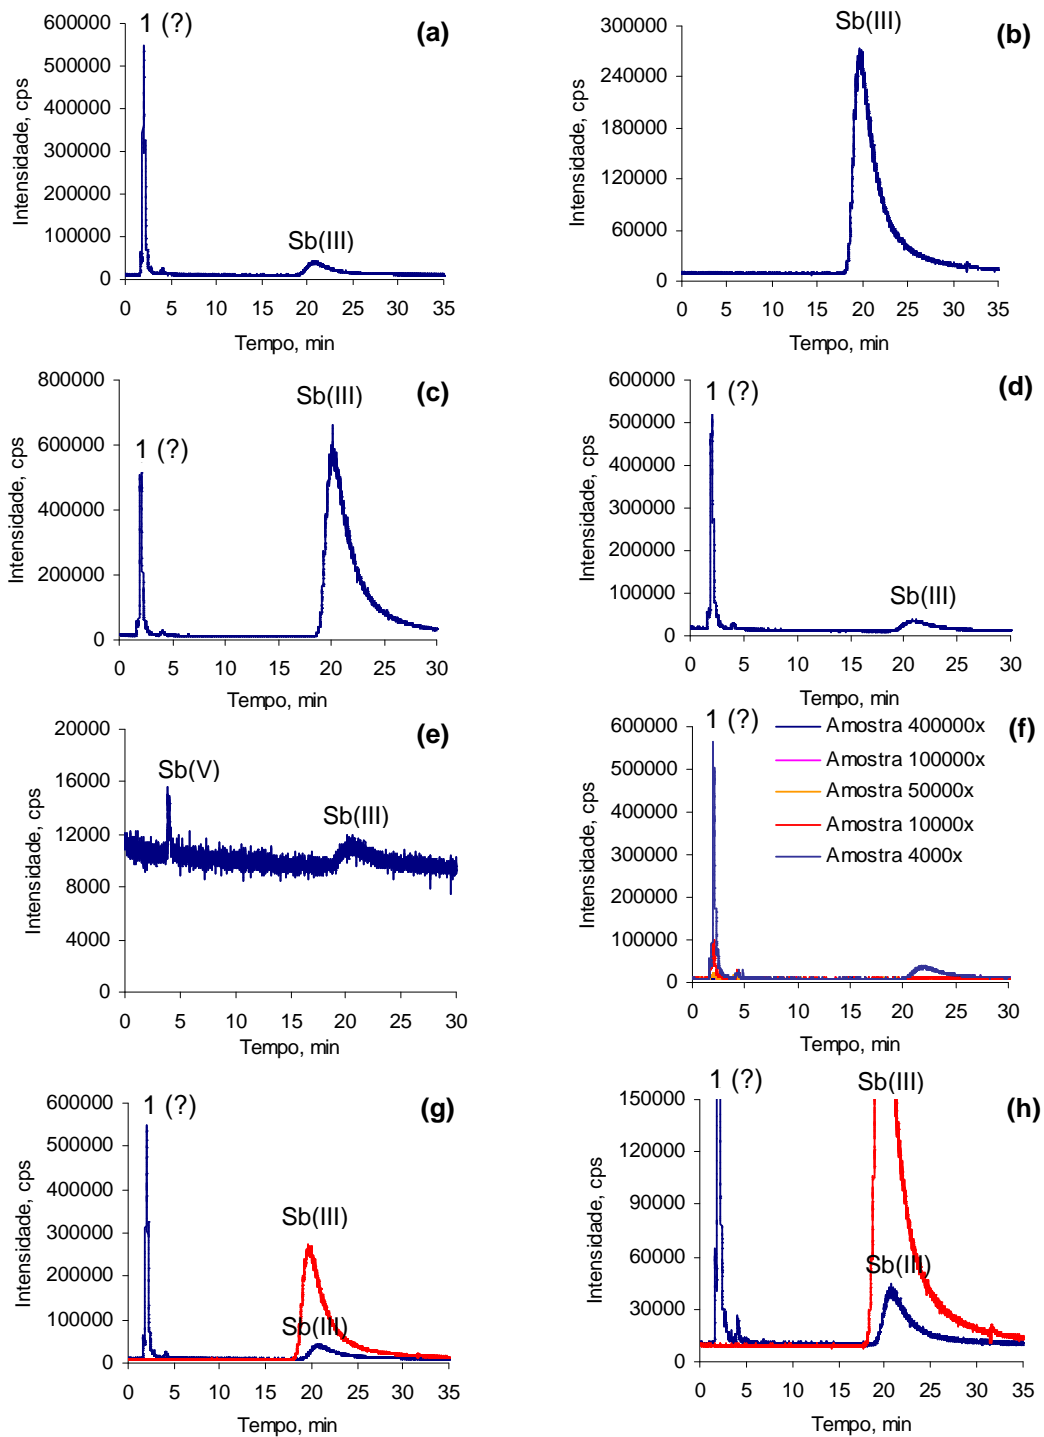 (a)
1 (?)
Sb(III)
Intensidade, cps
600000
500000
400000
300000
200000
100000
0
0 5 10 15 20 25 30 35
Tempo, min
(b)
Sb(III)
Intensidade, cps
300000
240000
180000
120000
60000
0
0 5 10 15 20 25 30 35
Tempo, min
(c)
1 (?)
Sb(III)
Intensidade, cps
800000
600000
400000
200000
0
0 5 10 15 20 25 30
Tempo, min
(d)
1 (?)
Sb(III)
Intensidade, cps
600000
500000
400000
300000
200000
100000
0
0 5 10 15 20 25 30
Tempo, min
(e)
Sb(V)
Sb(III)
Intensidade, cps
20000
16000
12000
8000
4000
0
0 5 10 15 20 25 30
Tempo, min
(f)
1 (?)
Amostra 400000x
Amostra 100000x
Amostra 50000x
Amostra 10000x
Amostra 4000x
Intensidade, cps
600000
500000
400000
300000
200000
100000
0
0 5 10 15 20 25 30
Tempo, min
(g)
1 (?)
Sb(III)
Sb(III)
Intensidade, cps
600000
500000
400000
300000
200000
100000
0
0 5 10 15 20 25 30 35
Tempo, min
(h)
1 (?)
Sb(III)
Sb(III)
Intensidade, cps
150000
120000
90000
60000
30000
0
0 5 10 15 20 25 30 35
Tempo, min